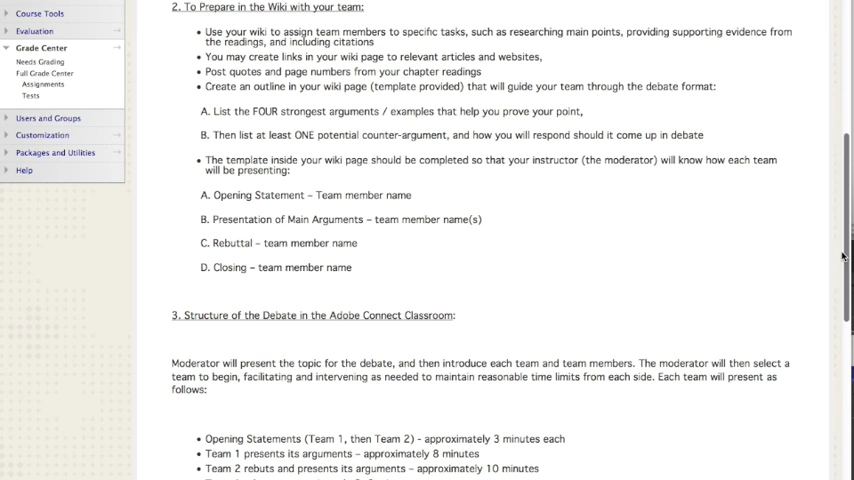 Course Tools
Evaluation
Grade Center
Needs Grading
Full Grade Center
Assignments
Tests
Users and Groups
Customization
Packages and Utilities
Help
2. To Prepare in the Wiki with your team:
• Use your wiki to assign team members to specific tasks, such as researching main points, providing supporting evidence from
the readings, and including citations
• You may create links in your wiki page to relevant articles and websites,
• Post quotes and page numbers from your chapter readings
• Create an outline in your wiki page (template provided) that will guide your team through the debate format:
A. List the FOUR strongest arguments / examples that help you prove your point,
B. Then list at least ONE potential counter-argument, and how you will respond should it come up in debate
• The template inside your wiki page should be completed so that your instructor (the moderator) will know how each team
will be presenting:
A. Opening Statement – Team member name
B. Presentation of Main Arguments – team member name(s)
C. Rebuttal – team member name
D. Closing – team member name
3. Structure of the Debate in the Adobe Connect Classroom:
Moderator will present the topic for the debate, and then introduce each team and team members. The moderator will then select a
team to begin, facilitating and intervening as needed to maintain reasonable time limits from each side. Each team will present as
follows:
• Opening Statements (Team 1, then Team 2) - approximately 3 minutes each
• Team 1 presents its arguments – approximately 8 minutes
• Team 2 rebuts and presents its arguments – approximately 10 minutes